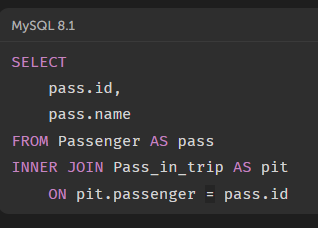 MySQL 8.1
SELECT
pass.id,
pass.name
FROM Passenger AS pass
INNER JOIN Pass_in_trip AS pit
ON pit.passenger = pass.id